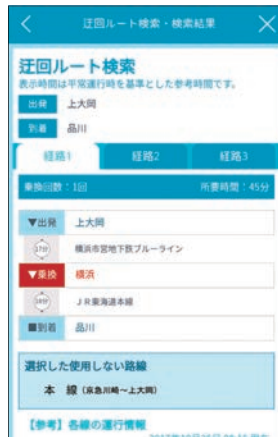 迂回ルート検索・検索結果
迂回ルート検索
表示時間は平常運行時を基準とした参考時間です。
出発 上大岡
到着 品川
経路1 経路2 経路3
乗換回数:1回 所要時間:45分
▼出発 上大岡
横浜市営地下鉄ブルーライン
▼乗換 横浜
JR東海道本線
■到着 品川
選択した使用しない路線
本 線(京急川崎~上大岡)
【参考】各線の運行情報